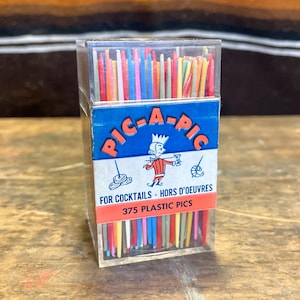 PIC-A-PIC
FOR COCKTAILS - HORS D'OEUVRES
375 PLASTIC PICS